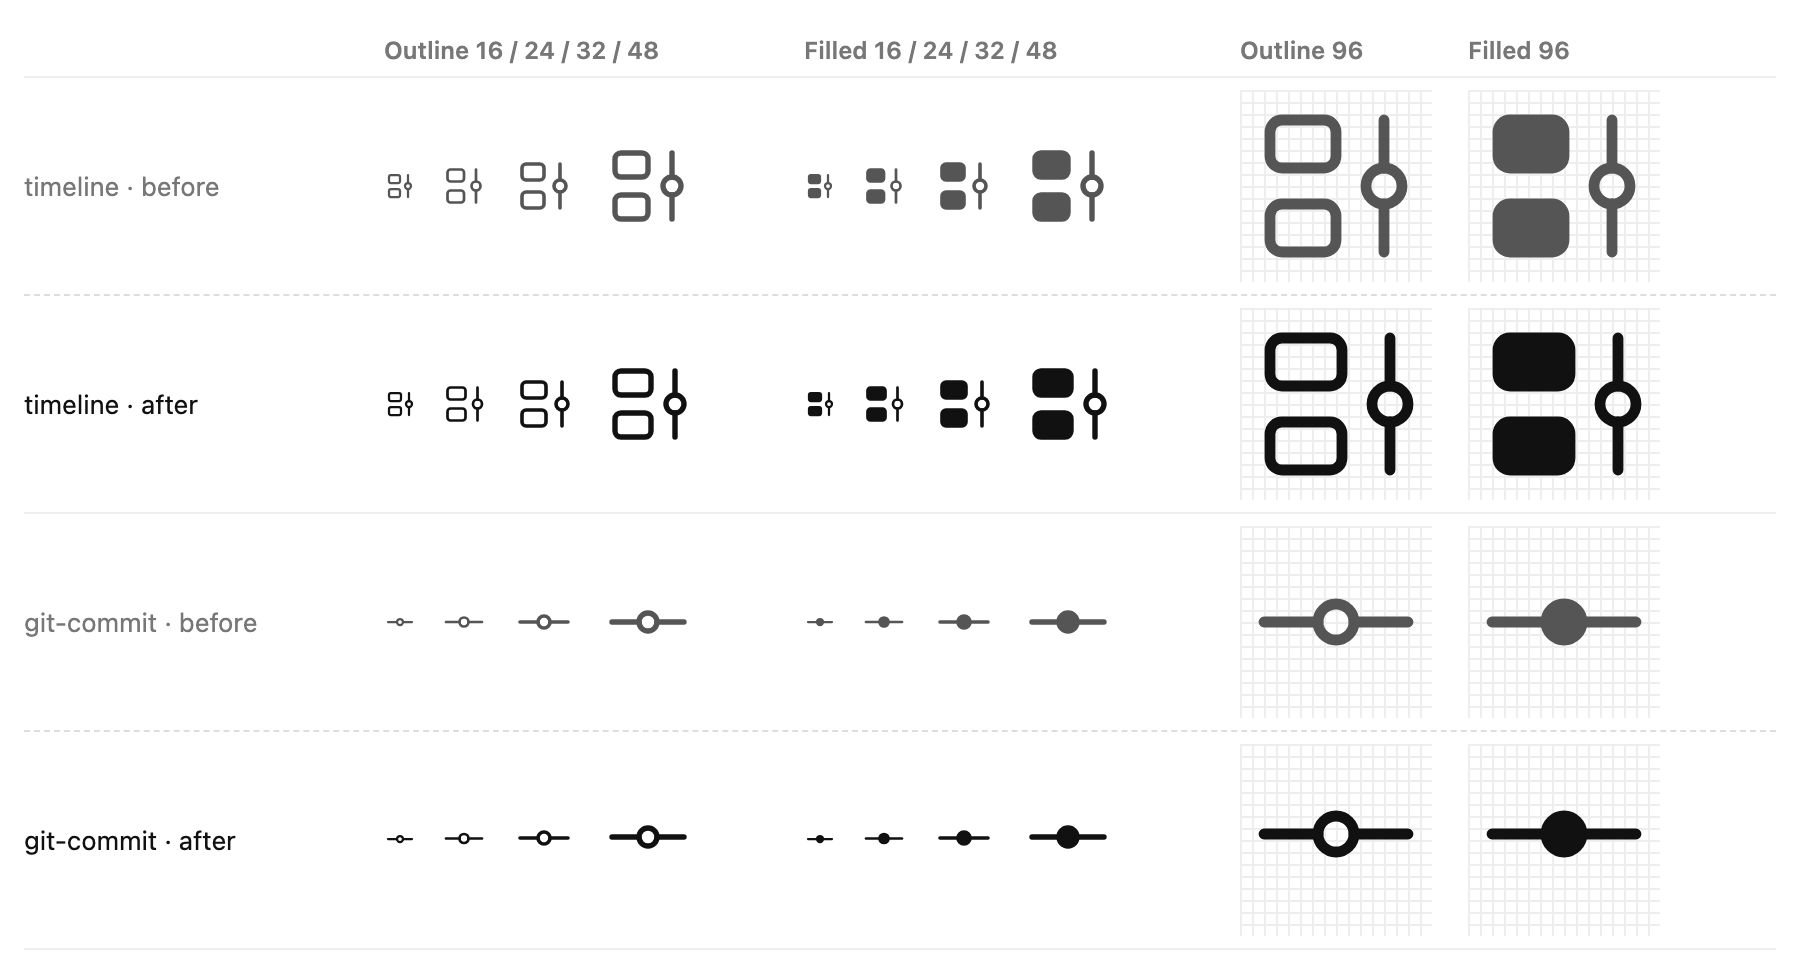 Outline 16 / 24 / 32 / 48 Filled 16 / 24 / 32 / 48 Outline 96 Filled 96
timeline · before
timeline · after
git-commit · before
git-commit · after